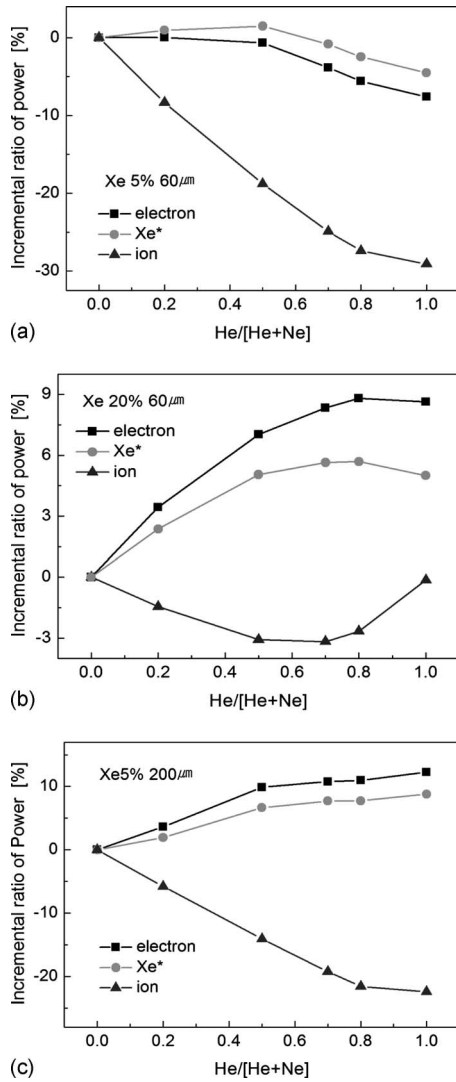 Incremental ratio of power [%]
0
-10
-20
-30
Xe 5% 60㎛
electron
Xe*
ion
0.0 0.2 0.4 0.6 0.8 1.0
He/[He+Ne]
(a)
Incremental ratio of power [%]
9
6
3
0
-3
Xe 20% 60㎛
electron
Xe*
ion
0.0 0.2 0.4 0.6 0.8 1.0
He/[He+Ne]
(b)
Incremental ratio of Power [%]
10
0
-10
-20
Xe5% 200㎛
electron
Xe*
ion
0.0 0.2 0.4 0.6 0.8 1.0
He/[He+Ne]
(c)